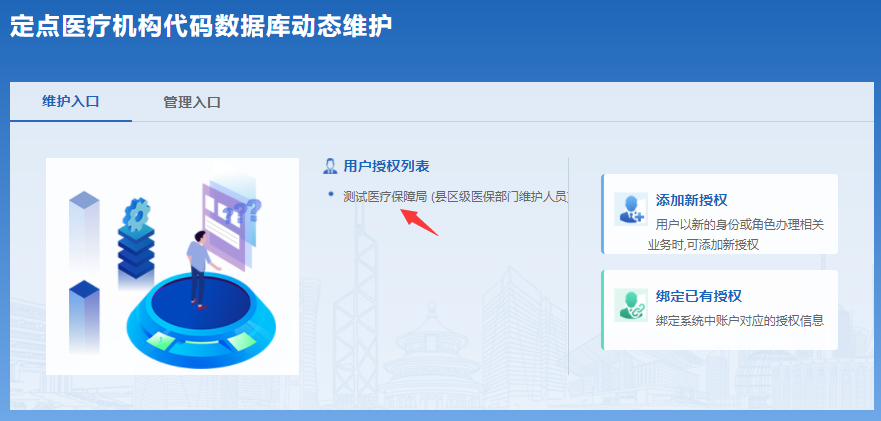 定点医疗机构代码数据库动态维护
维护入口
管理入口
用户授权列表
测试医疗保障局 (县区级医保部门维护人员)
添加新授权
用户以新的身份或角色办理相关
业务时,可添加新授权
绑定已有授权
绑定系统中账户对应的授权信息
???